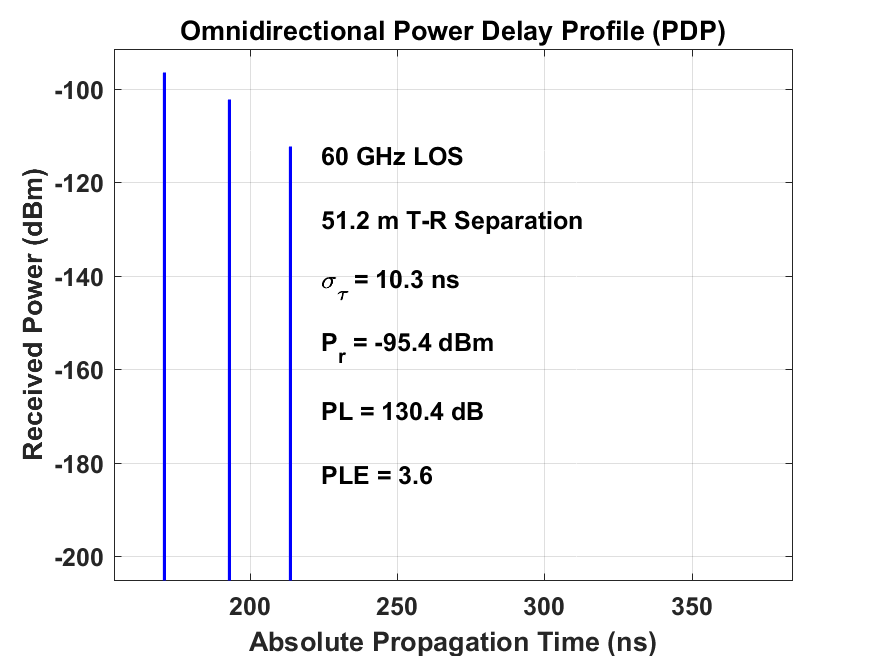 Omnidirectional Power Delay Profile (PDP)
Received Power (dBm)
-100
-120
-140
-160
-180
-200
60 GHz LOS
51.2 m T-R Separation
σ_τ = 10.3 ns
P_r = -95.4 dBm
PL = 130.4 dB
PLE = 3.6
200 250 300 350
Absolute Propagation Time (ns)